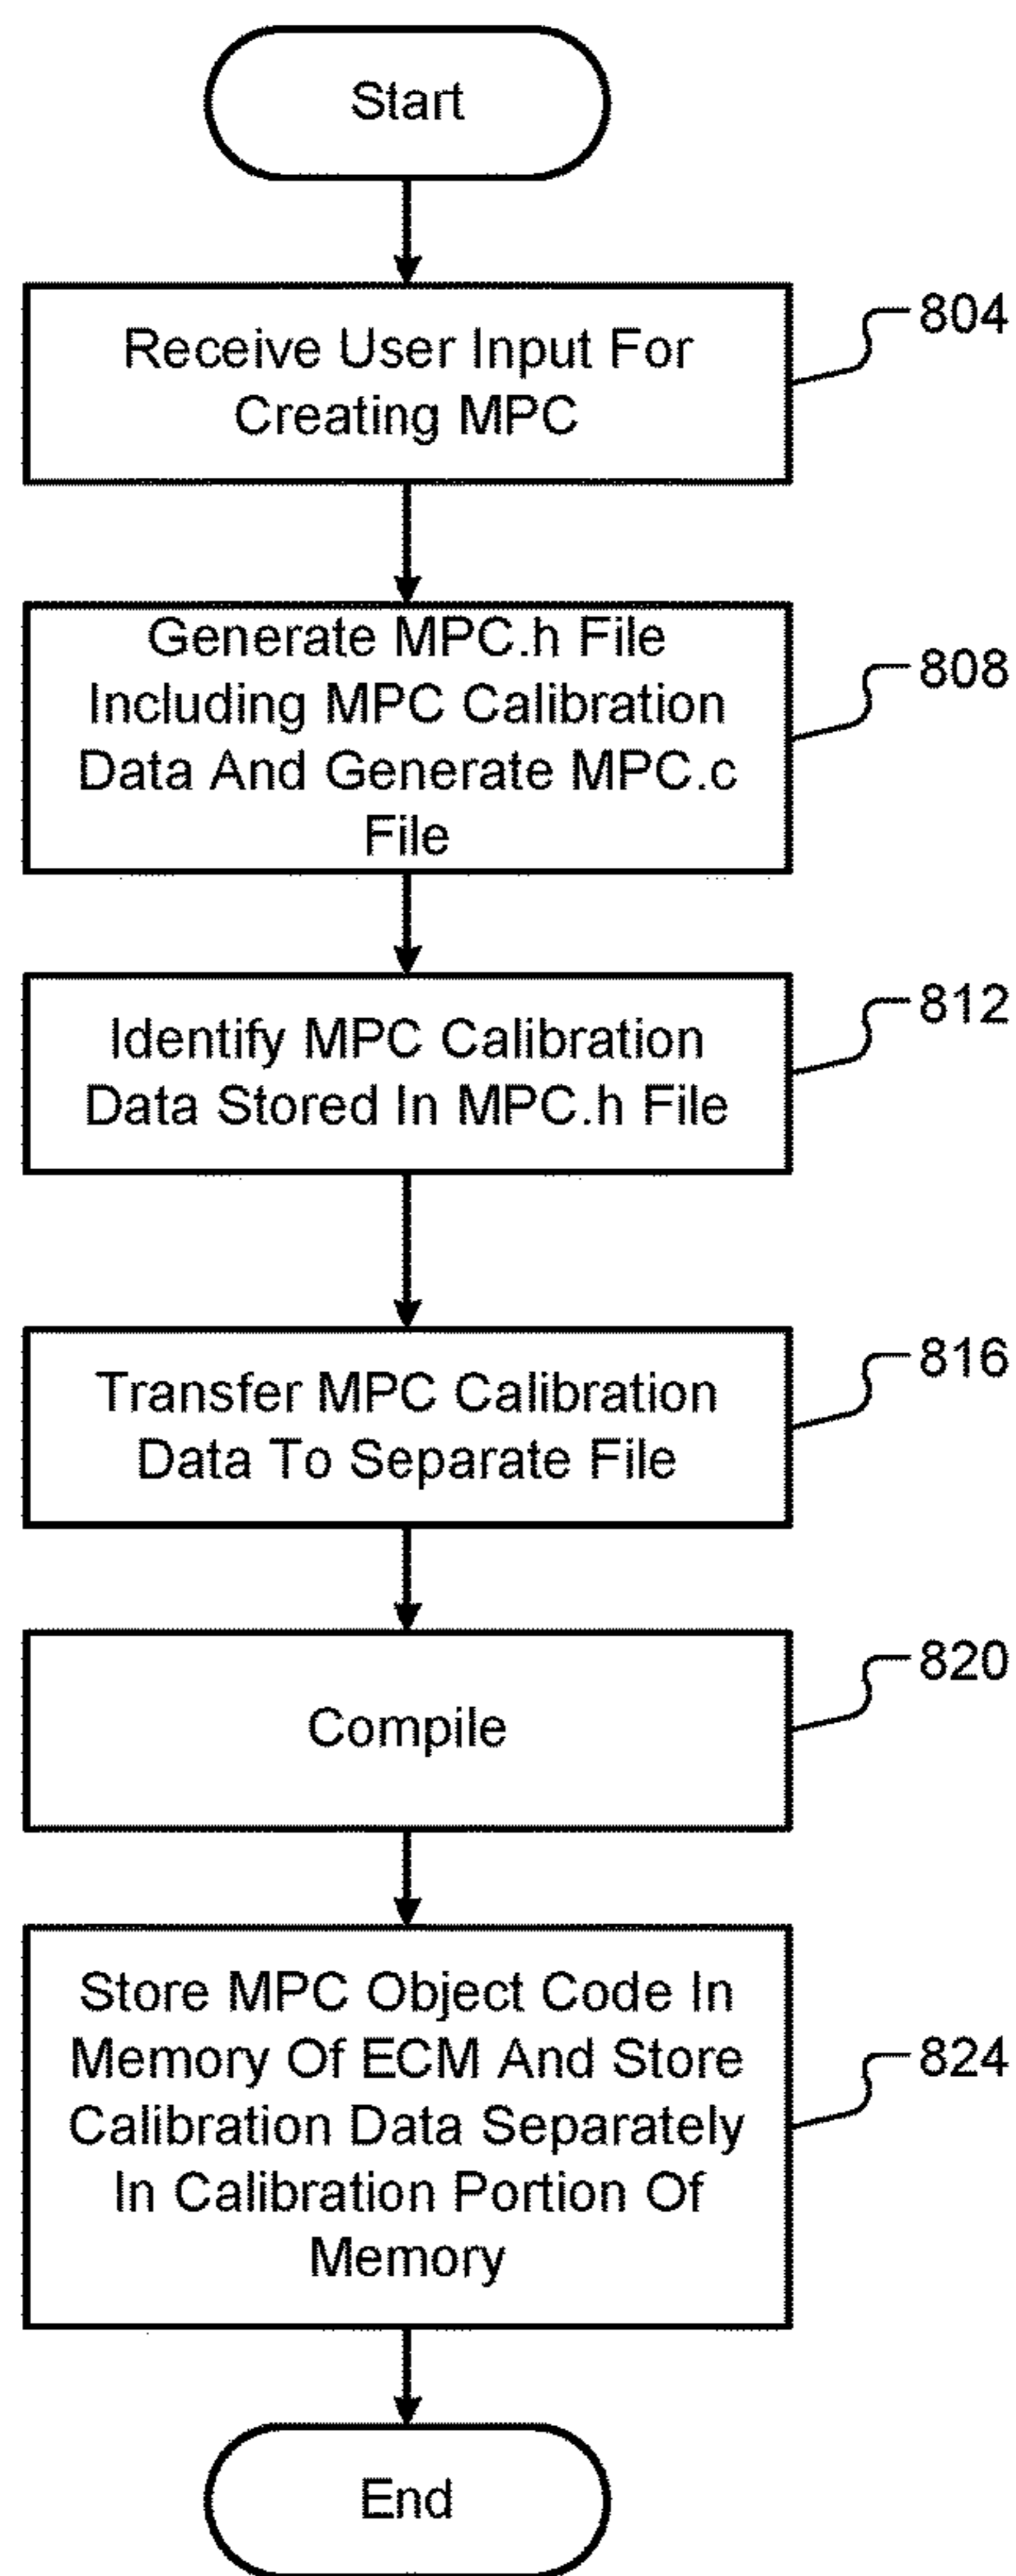 Start
Receive User Input For
Creating MPC
804
Generate MPC.h File
Including MPC Calibration
Data And Generate MPC.c
File
808
Identify MPC Calibration
Data Stored In MPC.h File
812
Transfer MPC Calibration
Data To Separate File
816
Compile
820
Store MPC Object Code In
Memory Of ECM And Store
Calibration Data Separately
In Calibration Portion Of
Memory
824
End